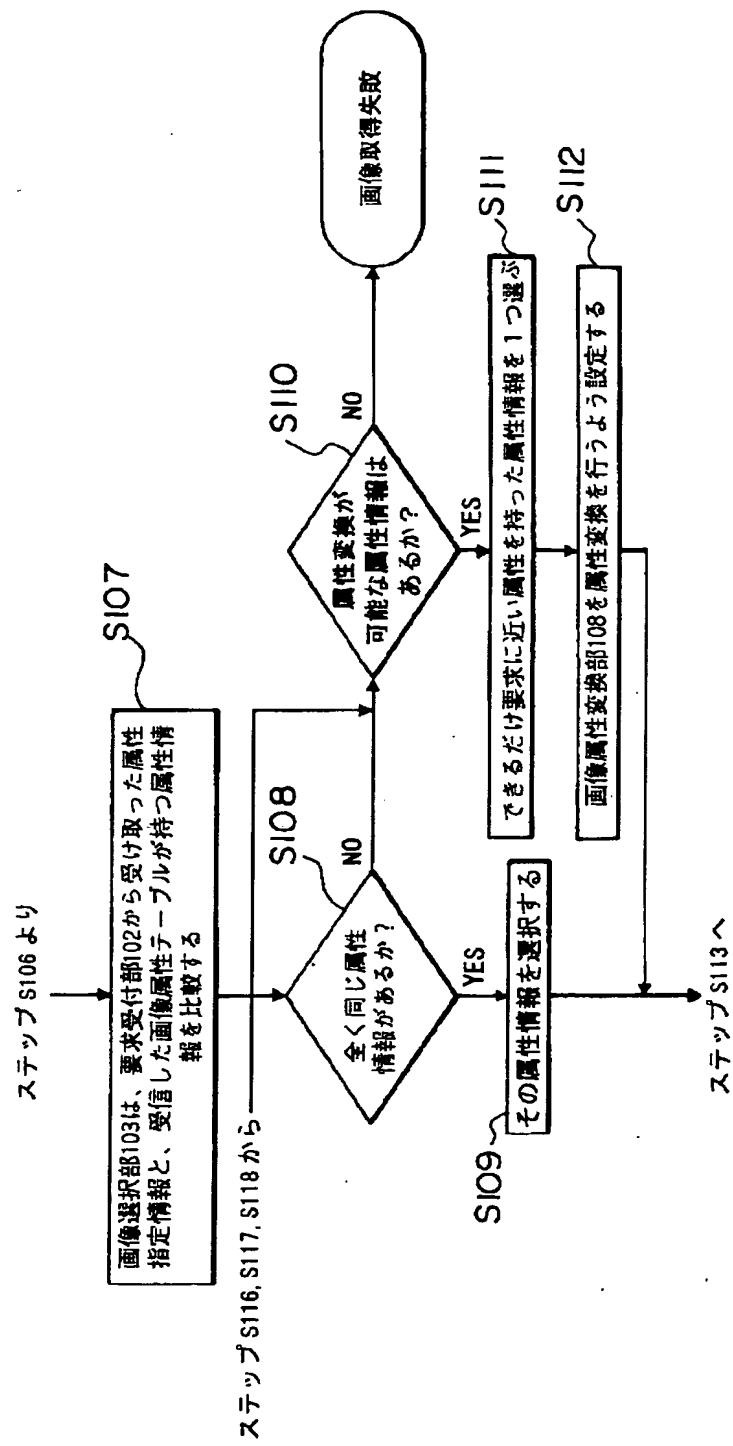 ステップS106より
S107
画像選択部103は、要求受付部102から受け取った属性
指定情報と、受信した画像属性テーブルが持つ属性情
報を比較する
ステップS116, S117, S118から
S108
全く同じ属性
情報があるか?
NO
YES
S109
その属性情報を選択する
S110
属性変換が
可能な属性情報は
あるか?
NO
画像取得失敗
YES
S111
できるだけ要求に近い属性を持った属性情報を1つ選ぶ
S112
画像属性変換部108を属性変換を行うよう設定する
ステップS113へ